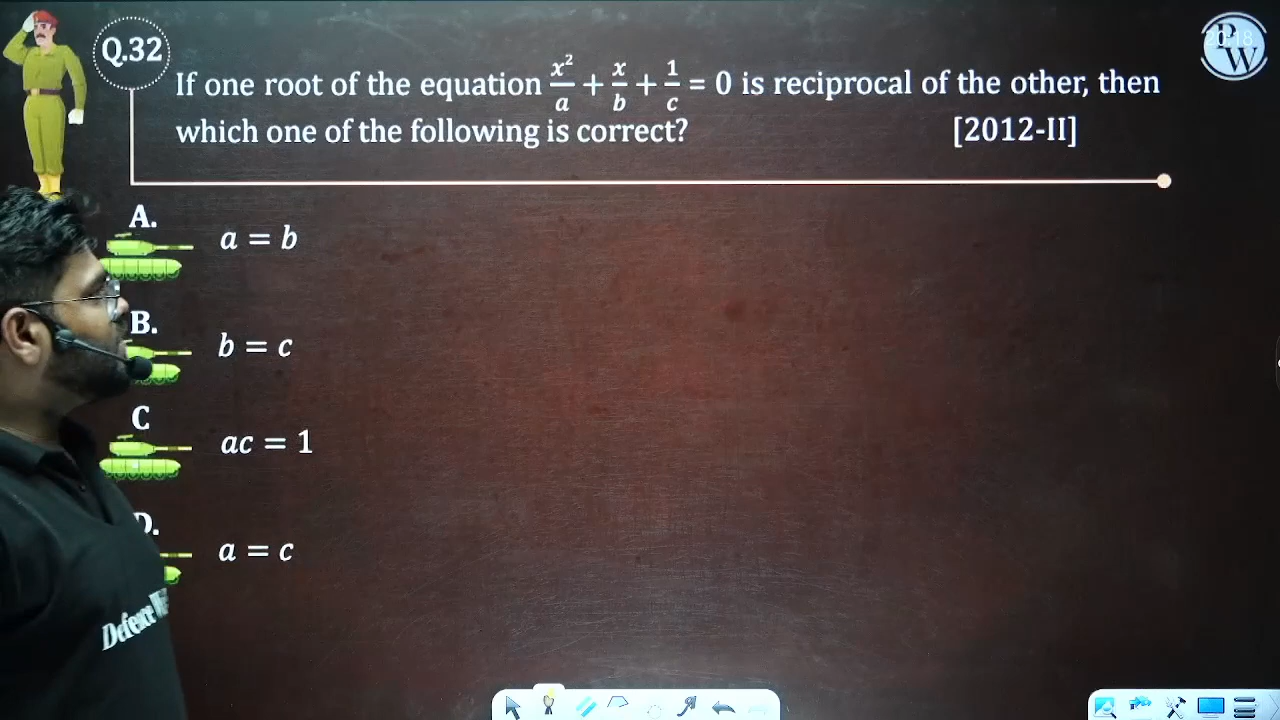 Q.32
If one root of the equation x²/a + x/b + 1/c = 0 is reciprocal of the other, then
which one of the following is correct? [2012-II]
A.
a = b
B.
b = c
C
ac = 1
D.
a = c
PW